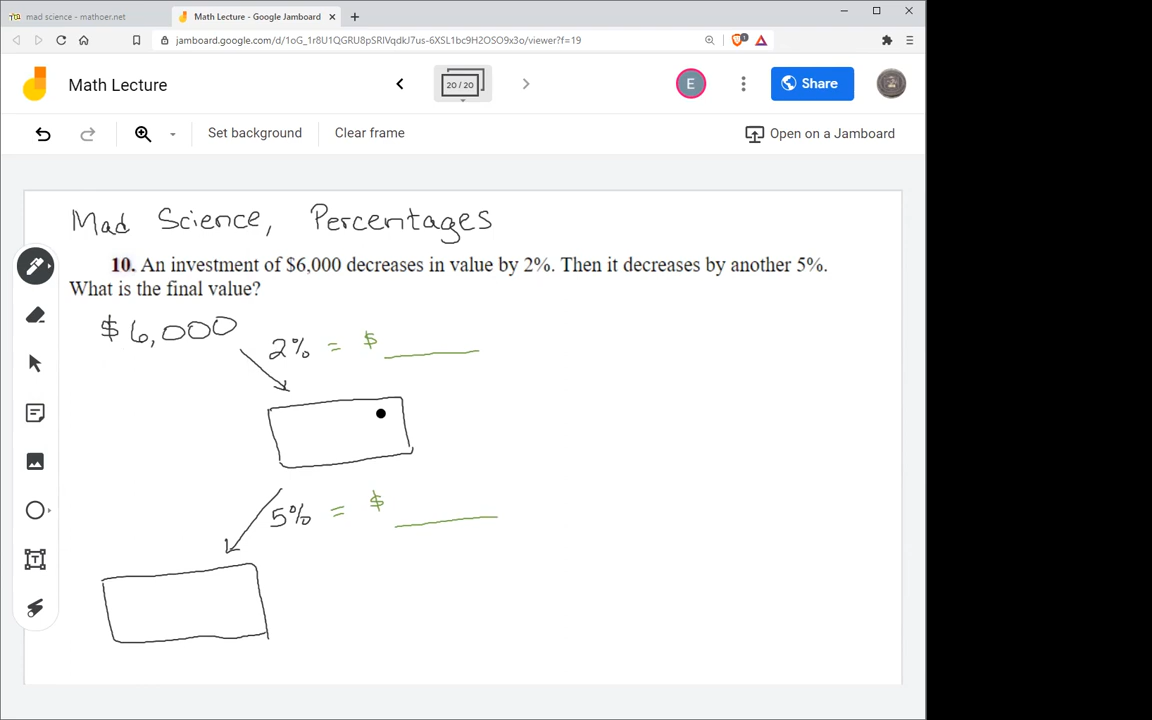 mad science - mathoer.net
Math Lecture - Google Jamboard
jamboard.google.com/d/1oG_1r8U1QGRU8pSRIVqdkJ7us-6XSL1bc9H2OSO9x3o/viewer?f=19
1
Math Lecture
20 / 20
E
Share
Set background
Clear frame
Open on a Jamboard
Mad Science, Percentages
10. An investment of $6,000 decreases in value by 2%. Then it decreases by another 5%.
What is the final value?
$6,000
2% = $
5% = $
T